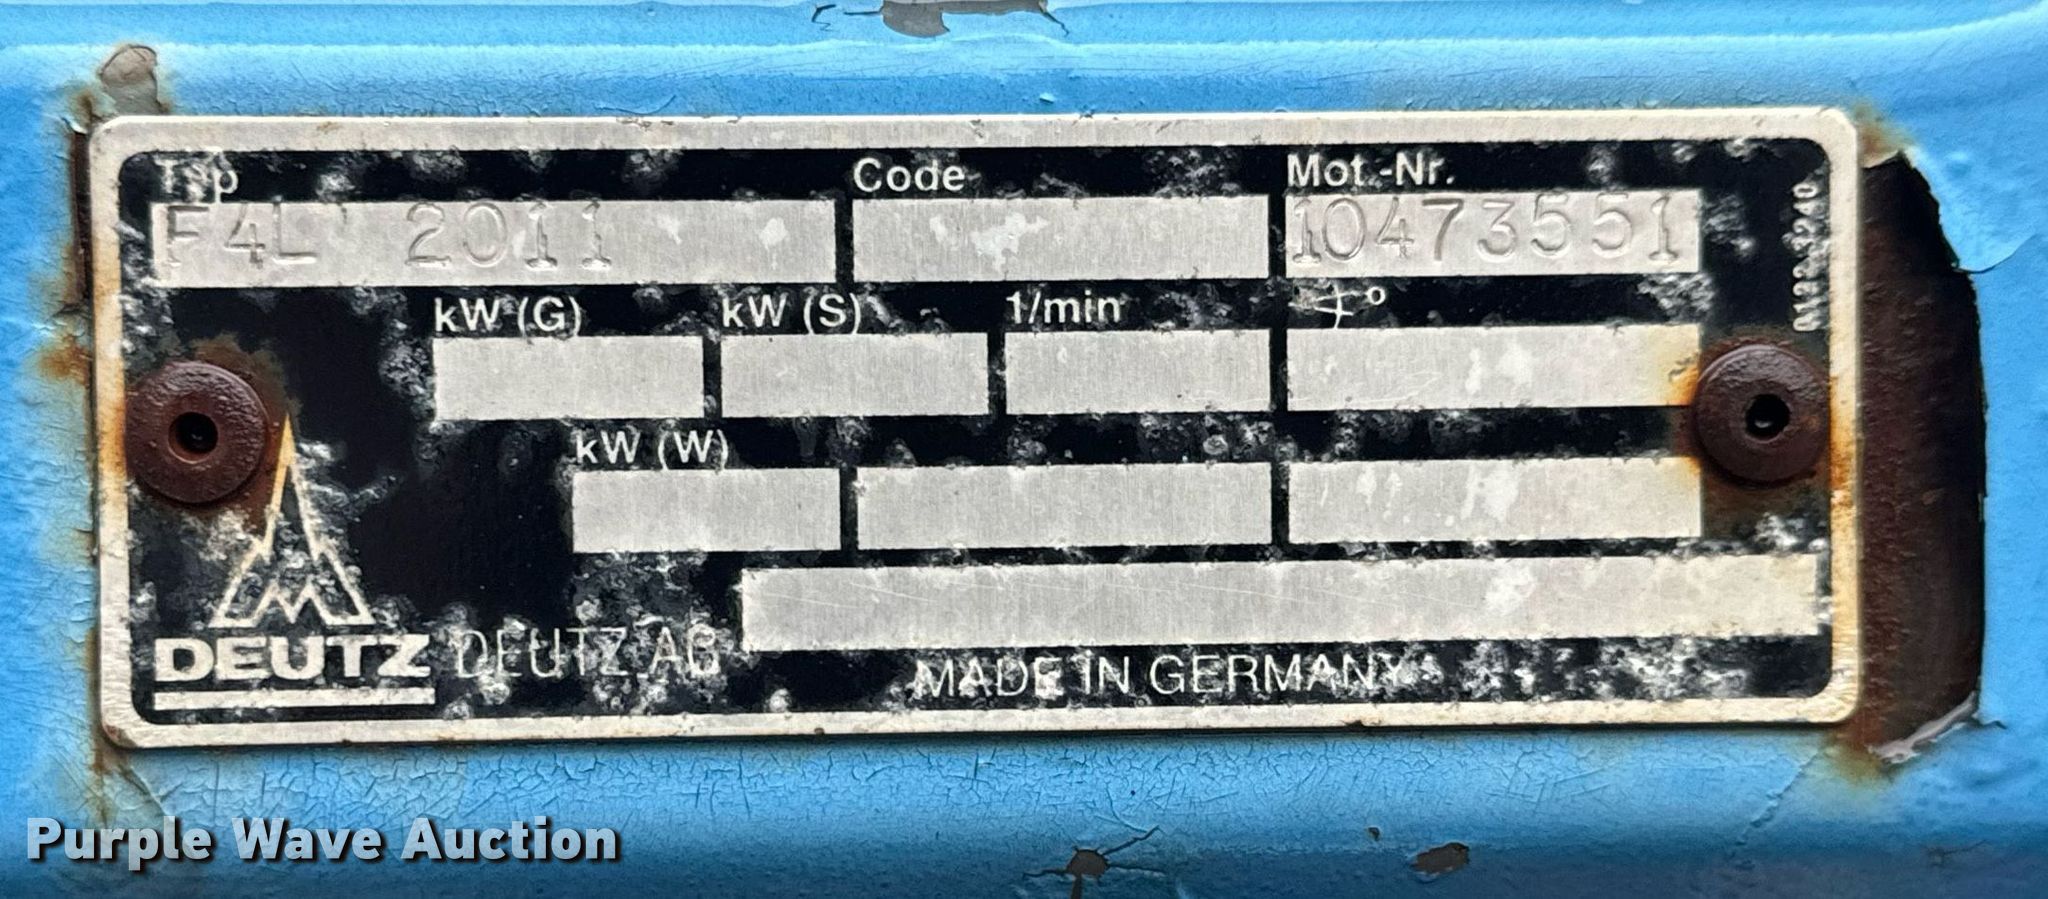 Typ
Code
Mot.-Nr.
F4L 2011
10473551
kW (G)
kW (S)
1/min
∢°
kW (W)
DEUTZ
DEUTZ AG
MADE IN GERMANY
Purple Wave Auction